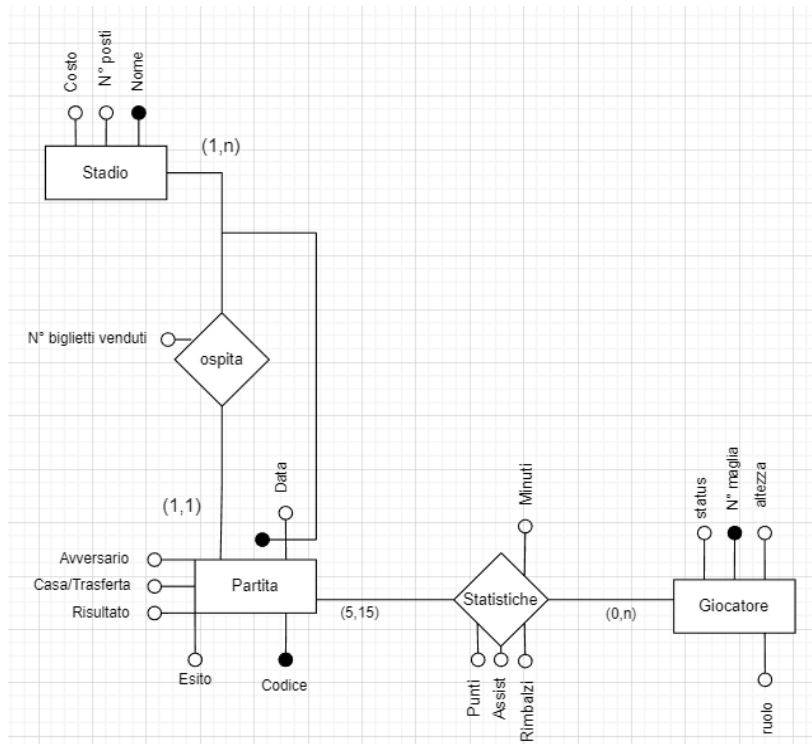 Costo
N° posti
Nome
(1,n)
Stadio
N° biglietti venduti
ospita
Data
(1,1)
Minuti
status
N° maglia
altezza
Avversario
Casa/Trasferta
Risultato
Partita
Esito
Codice
(5,15)
Statistiche
(0,n)
Giocatore
Punti
Assist
Rimbalzi
ruolo